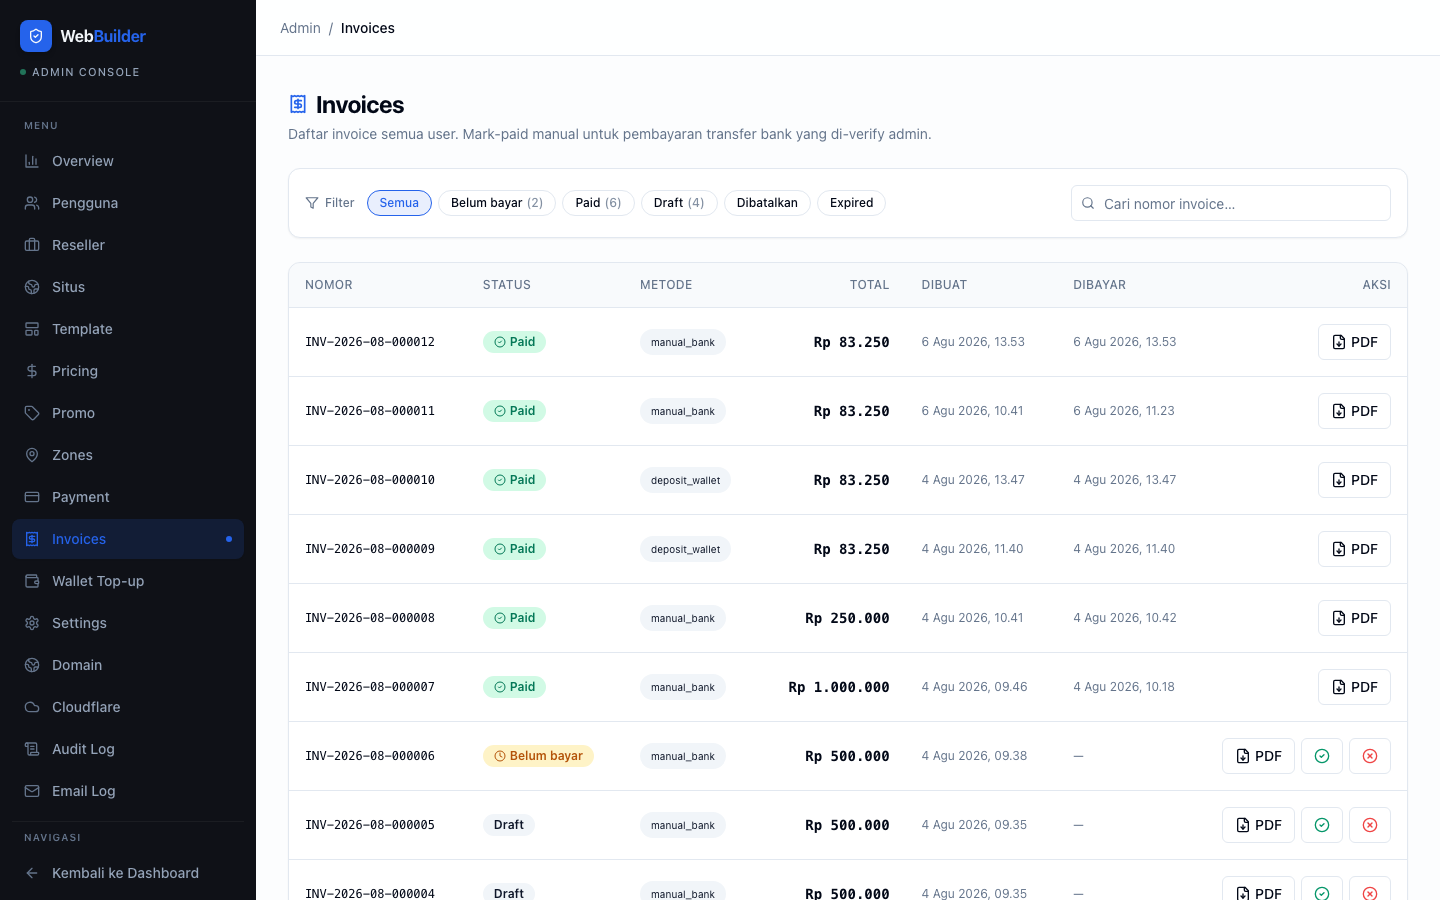 WebBuilder
ADMIN CONSOLE
MENU
Overview
Pengguna
Reseller
Situs
Template
Pricing
Promo
Zones
Payment
Invoices
Wallet Top-up
Settings
Domain
Cloudflare
Audit Log
Email Log
NAVIGASI
Kembali ke Dashboard
Admin / Invoices
Invoices
Daftar invoice semua user. Mark-paid manual untuk pembayaran transfer bank yang di-verify admin.
Filter Semua Belum bayar (2) Paid (6) Draft (4) Dibatalkan Expired Cari nomor invoice...
NOMOR STATUS METODE TOTAL DIBUAT DIBAYAR AKSI
INV-2026-08-000012 Paid manual_bank Rp 83.250 6 Agu 2026, 13.53 6 Agu 2026, 13.53 PDF
INV-2026-08-000011 Paid manual_bank Rp 83.250 6 Agu 2026, 10.41 6 Agu 2026, 11.23 PDF
INV-2026-08-000010 Paid deposit_wallet Rp 83.250 4 Agu 2026, 13.47 4 Agu 2026, 13.47 PDF
INV-2026-08-000009 Paid deposit_wallet Rp 83.250 4 Agu 2026, 11.40 4 Agu 2026, 11.40 PDF
INV-2026-08-000008 Paid manual_bank Rp 250.000 4 Agu 2026, 10.41 4 Agu 2026, 10.42 PDF
INV-2026-08-000007 Paid manual_bank Rp 1.000.000 4 Agu 2026, 09.46 4 Agu 2026, 10.18 PDF
INV-2026-08-000006 Belum bayar manual_bank Rp 500.000 4 Agu 2026, 09.38 — PDF
INV-2026-08-000005 Draft manual_bank Rp 500.000 4 Agu 2026, 09.35 — PDF
INV-2026-08-000004 Draft manual_bank Rp 500.000 4 Agu 2026, 09.35 — PDF